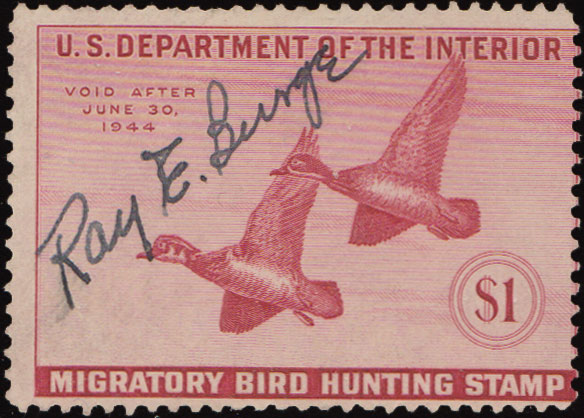 U.S. DEPARTMENT OF THE INTERIOR
VOID AFTER
JUNE 30,
1944
Ray E. Burge
$1
MIGRATORY BIRD HUNTING STAMP